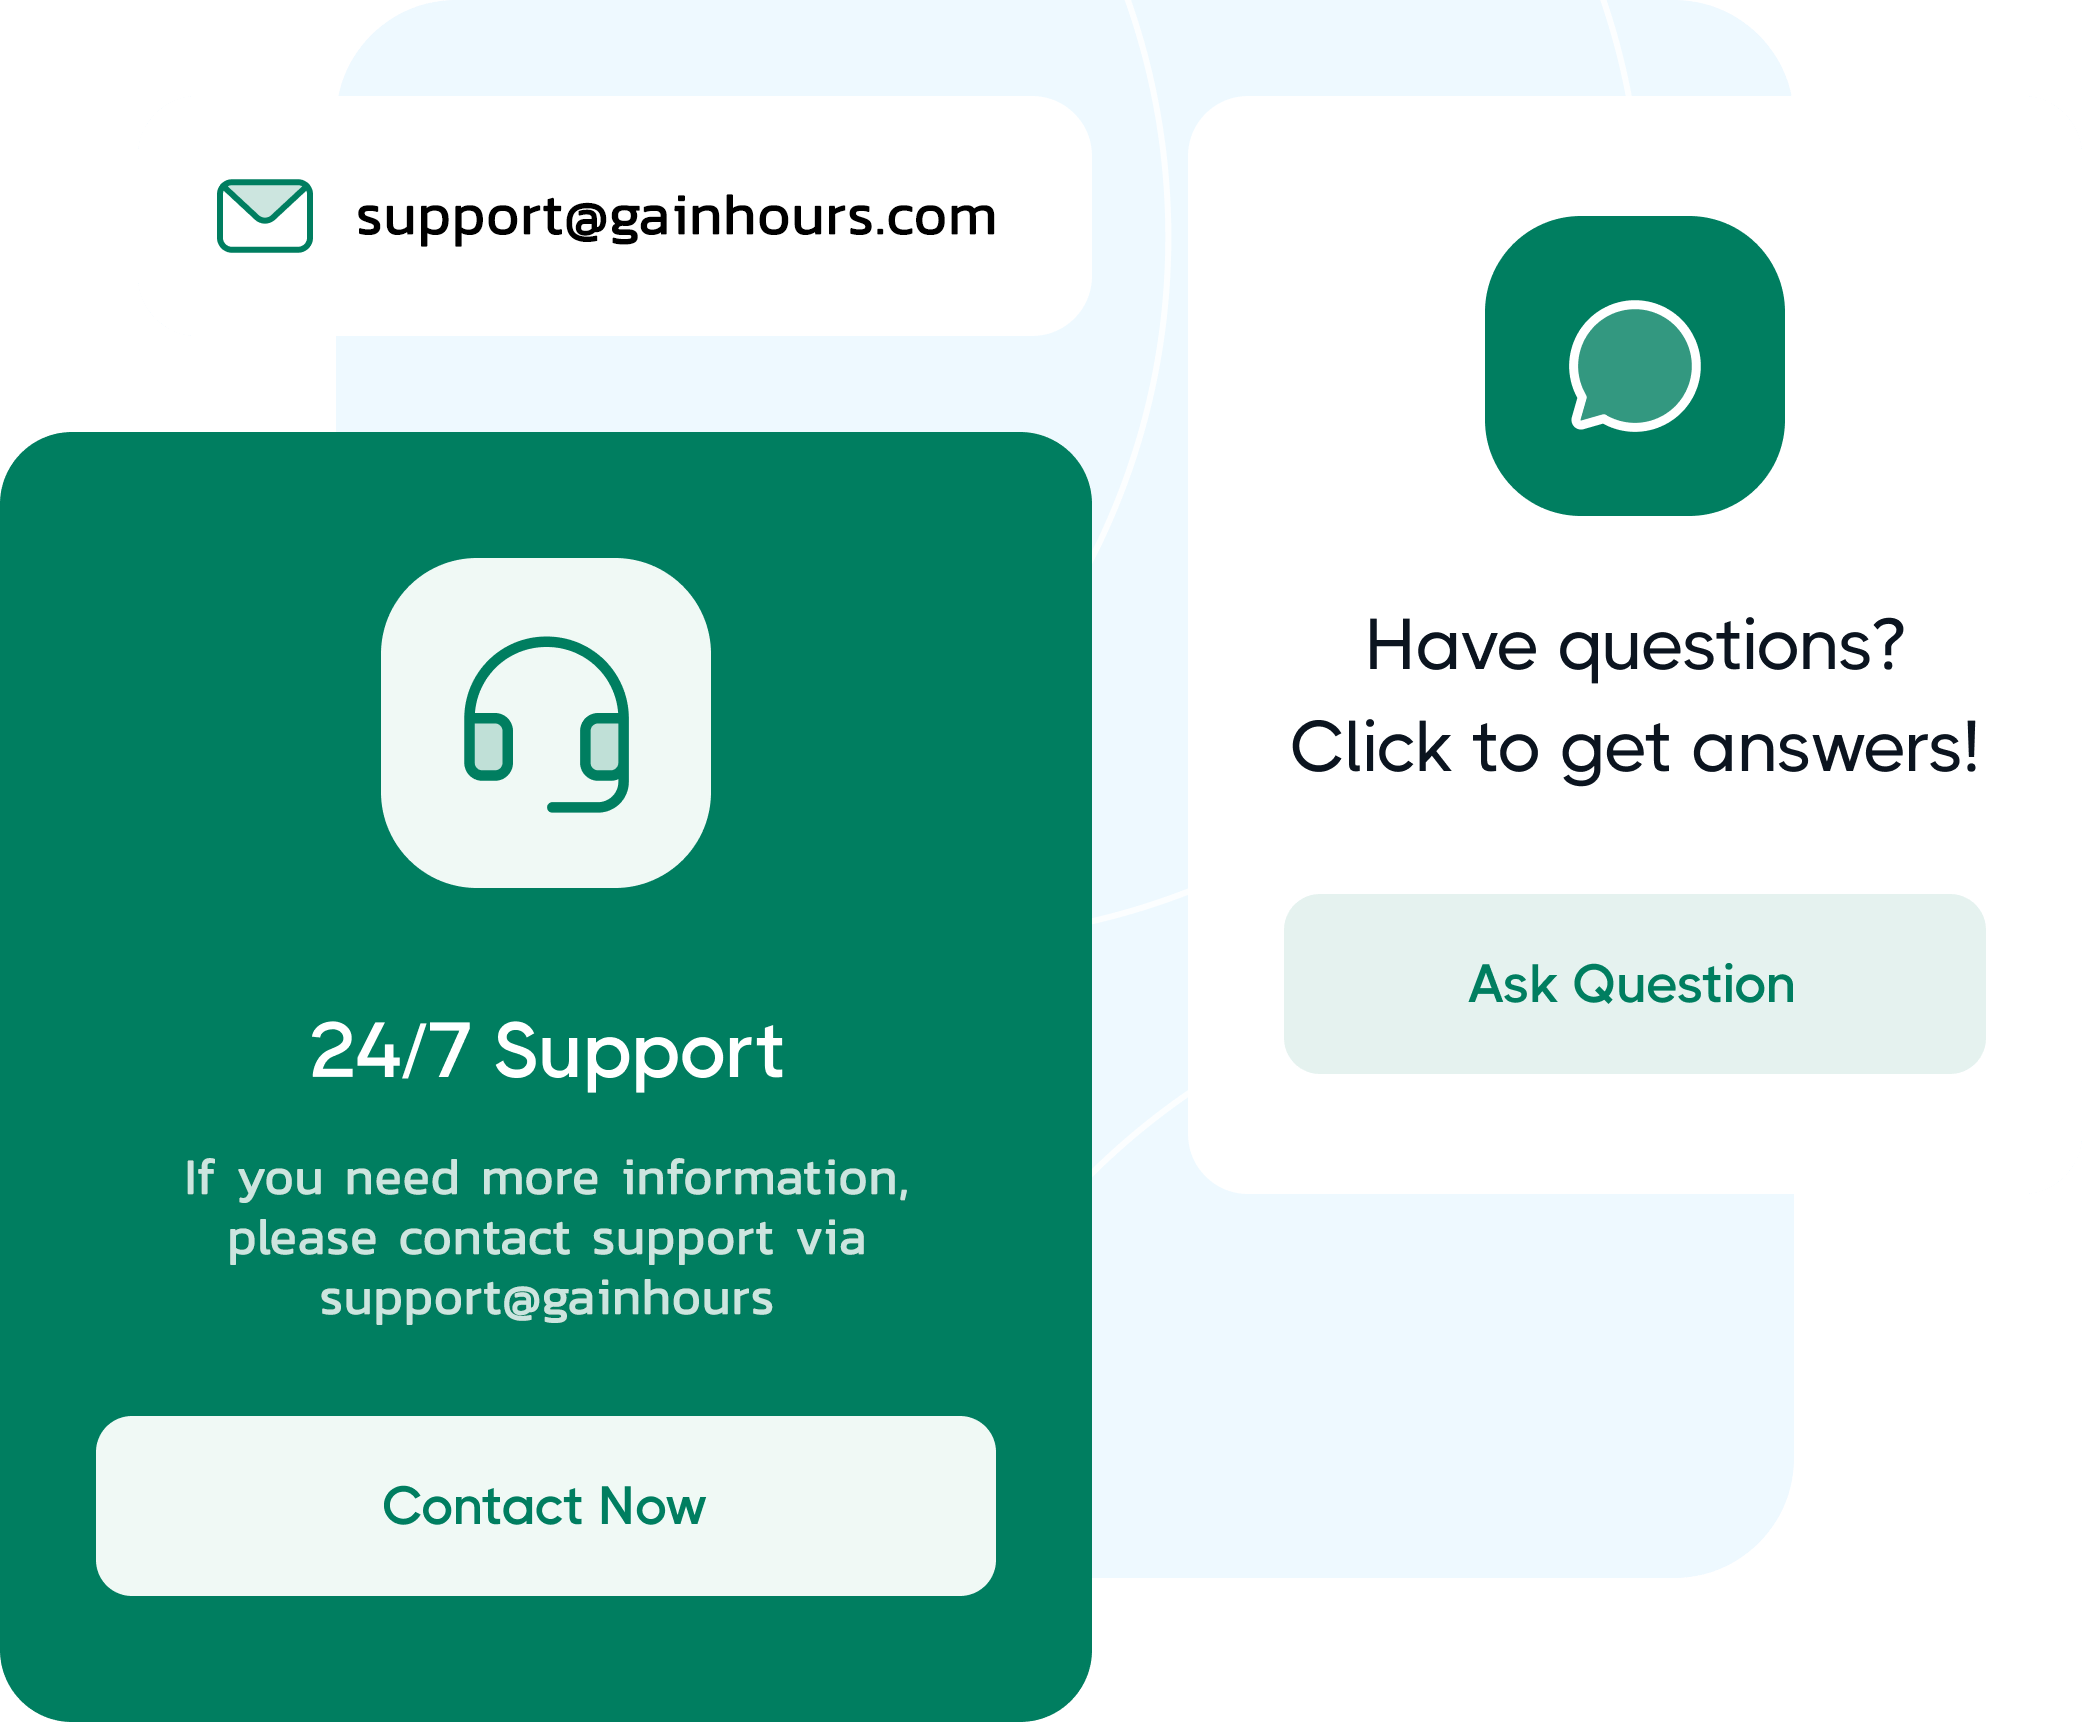 support@gainhours.com
24/7 Support
If you need more information,
please contact support via
support@gainhours
Contact Now
Have questions?
Click to get answers!
Ask Question